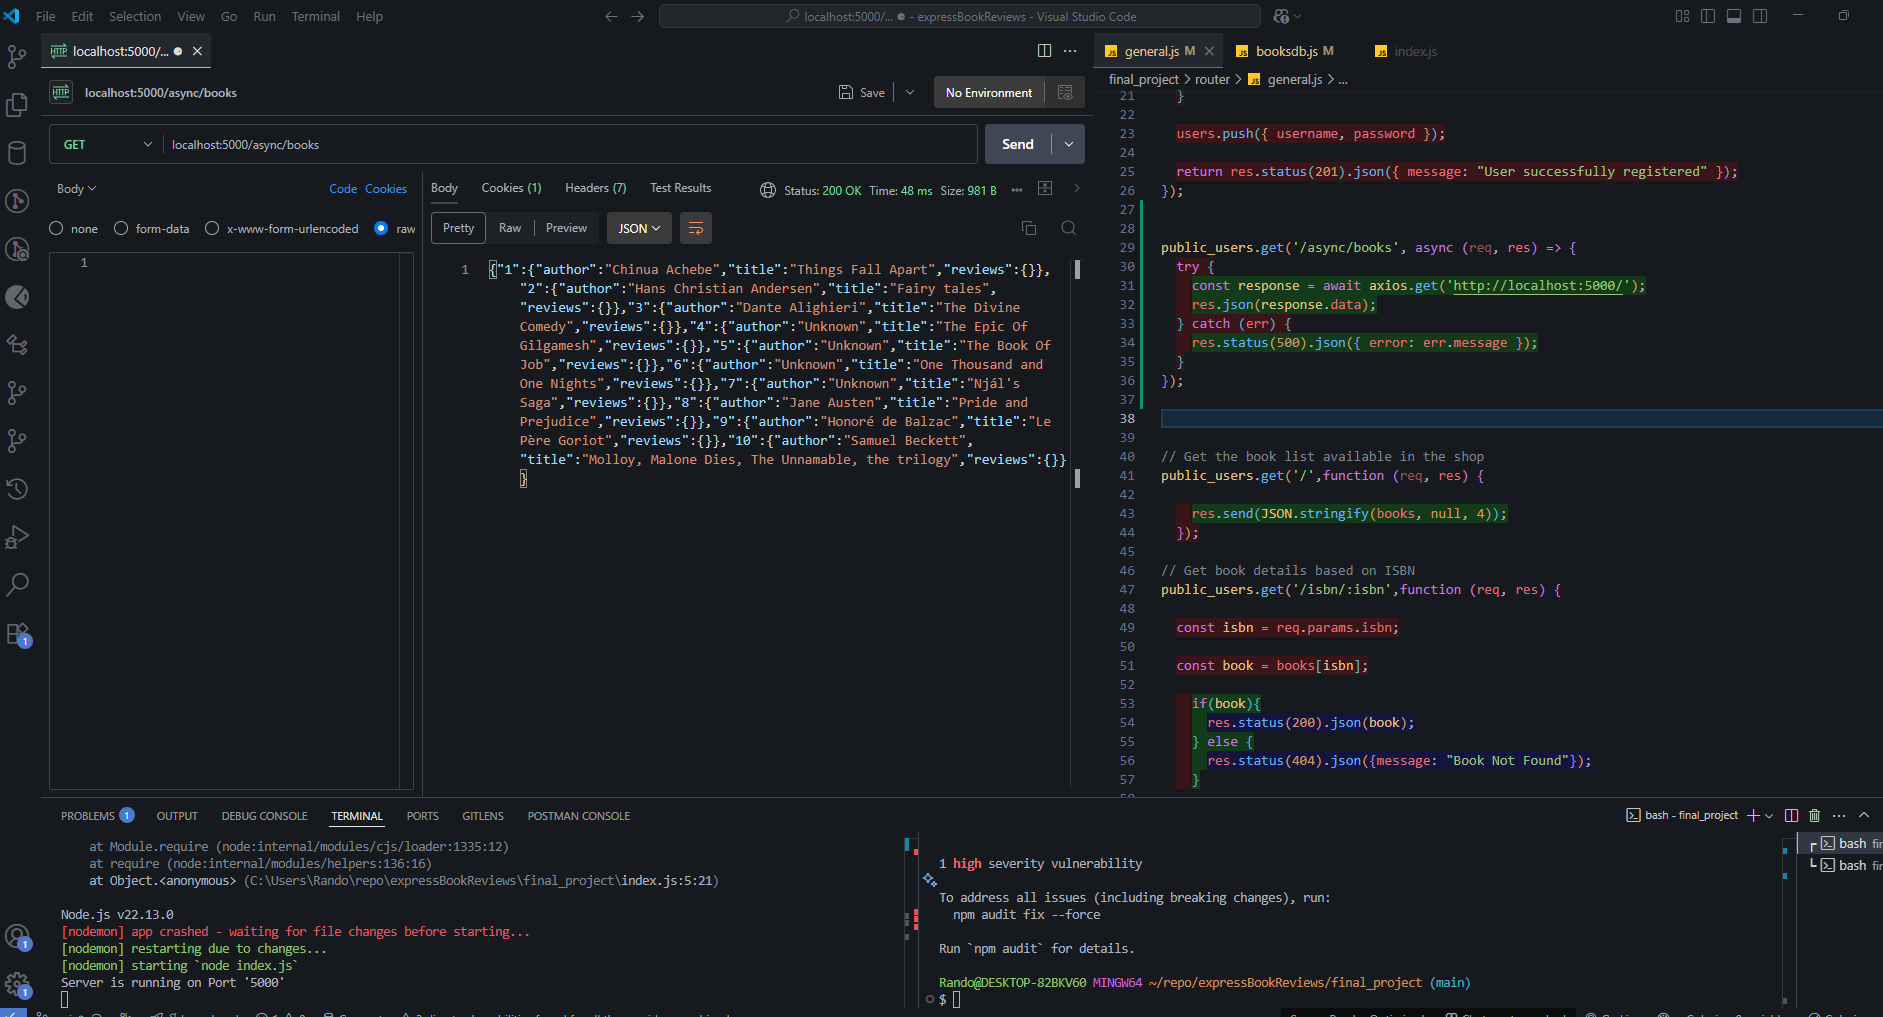 File Edit Selection View Go Run Terminal Help
localhost:5000/... ● - expressBookReviews - Visual Studio Code
HTTP localhost:5000/...
HTTP localhost:5000/async/books
Save
No Environment
GET
localhost:5000/async/books
Send
Body
Code Cookies
none form-data x-www-form-urlencoded raw
1
Body Cookies (1) Headers (7) Test Results
Status: 200 OK Time: 48 ms Size: 981 B
Pretty Raw Preview JSON
1 {"1":{"author":"Chinua Achebe","title":"Things Fall Apart","reviews":{}},
"2":{"author":"Hans Christian Andersen","title":"Fairy tales",
"reviews":{}},"3":{"author":"Dante Alighieri","title":"The Divine
Comedy","reviews":{}},"4":{"author":"Unknown","title":"The Epic Of
Gilgamesh","reviews":{}},"5":{"author":"Unknown","title":"The Book Of
Job","reviews":{}},"6":{"author":"Unknown","title":"One Thousand and
One Nights","reviews":{}},"7":{"author":"Unknown","title":"Njál's
Saga","reviews":{}},"8":{"author":"Jane Austen","title":"Pride and
Prejudice","reviews":{}},"9":{"author":"Honoré de Balzac","title":"Le
Père Goriot","reviews":{}},"10":{"author":"Samuel Beckett",
"title":"Molloy, Malone Dies, The Unnamable, the trilogy","reviews":{}}
}
JS general.js M JS booksdb.js M JS index.js
final_project > router > JS general.js > ...
21 }
22
23 users.push({ username, password });
24
25 return res.status(201).json({ message: "User successfully registered" });
26 });
27
28
29 public_users.get('/async/books', async (req, res) => {
30 try {
31 const response = await axios.get('http://localhost:5000/');
32 res.json(response.data);
33 } catch (err) {
34 res.status(500).json({ error: err.message });
35 }
36 });
37
38
39
40 // Get the book list available in the shop
41 public_users.get('/',function (req, res) {
42
43 res.send(JSON.stringify(books, null, 4));
44 });
45
46 // Get book details based on ISBN
47 public_users.get('/isbn/:isbn',function (req, res) {
48
49 const isbn = req.params.isbn;
50
51 const book = books[isbn];
52
53 if(book){
54 res.status(200).json(book);
55 } else {
56 res.status(404).json({message: "Book Not Found"});
57 }
1
PROBLEMS 1 OUTPUT DEBUG CONSOLE TERMINAL PORTS GITLENS POSTMAN CONSOLE
bash - final_project
at Module.require (node:internal/modules/cjs/loader:1335:12)
at require (node:internal/modules/helpers:136:16)
at Object.<anonymous> (C:\Users\Rando\repo\expressBookReviews\final_project\index.js:5:21)
Node.js v22.13.0
[nodemon] app crashed - waiting for file changes before starting...
[nodemon] restarting due to changes...
[nodemon] starting `node index.js`
Server is running on Port '5000'
1 high severity vulnerability
To address all issues (including breaking changes), run:
npm audit fix --force
Run `npm audit` for details.
Rando@DESKTOP-82BKV60 MINGW64 ~/repo/expressBookReviews/final_project (main)
$
bash fir
bash fir
1
1